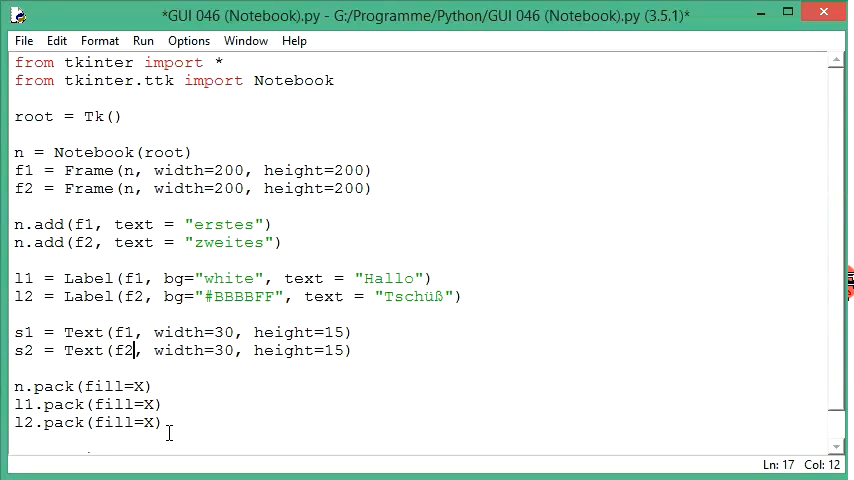 *GUI 046 (Notebook).py - G:/Programme/Python/GUI 046 (Notebook).py (3.5.1)*
File Edit Format Run Options Window Help
from tkinter import *
from tkinter.ttk import Notebook
root = Tk()
n = Notebook(root)
f1 = Frame(n, width=200, height=200)
f2 = Frame(n, width=200, height=200)
n.add(f1, text = "erstes")
n.add(f2, text = "zweites")
l1 = Label(f1, bg="white", text = "Hallo")
l2 = Label(f2, bg="#BBBBFF", text = "Tschüß")
s1 = Text(f1, width=30, height=15)
s2 = Text(f2, width=30, height=15)
n.pack(fill=X)
l1.pack(fill=X)
l2.pack(fill=X)
Ln: 17 Col: 12